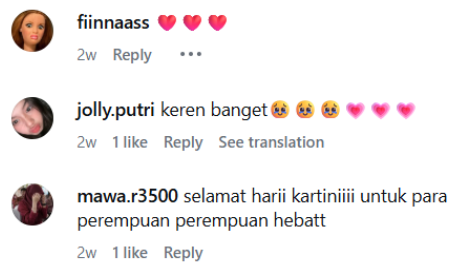 fiinnaass ❤️ ❤️ ❤️
2w Reply •••
jolly.putri keren banget🥹 🥹 🥹 💗 💗 💗
2w 1 like Reply See translation
mawa.r3500 selamat harii kartiniiii untuk para
perempuan perempuan hebatt
2w 1 like Reply